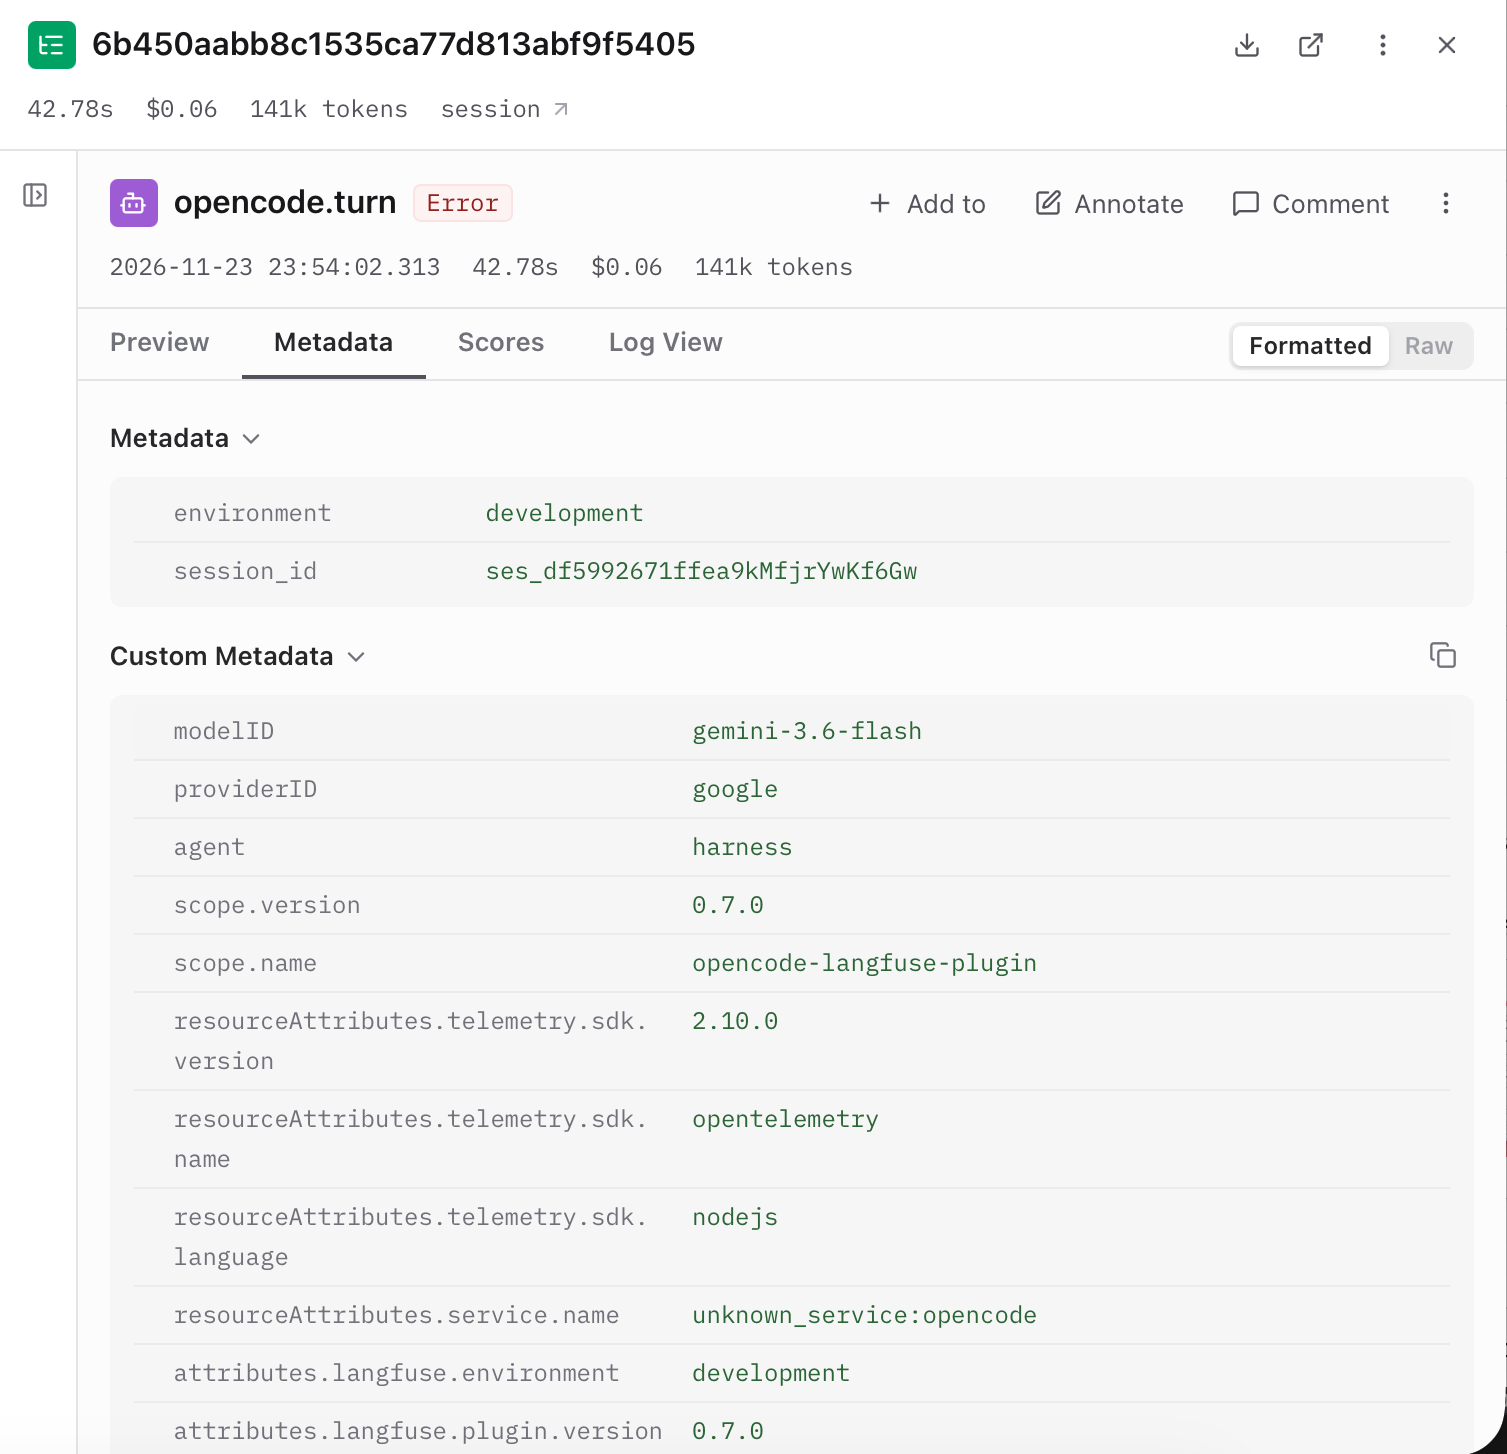 6b450aabb8c1535ca77d813abf9f5405
42.78s $0.06 141k tokens session
opencode.turn Error
Add to Annotate Comment
2026-11-23 23:54:02.313 42.78s $0.06 141k tokens
Preview Metadata Scores Log View Formatted Raw
Metadata
environment development
session_id ses_df5992671ffea9kMfjrYwKf6Gw
Custom Metadata
modelID gemini-3.6-flash
providerID google
agent harness
scope.version 0.7.0
scope.name opencode-langfuse-plugin
resourceAttributes.telemetry.sdk. 2.10.0
version
resourceAttributes.telemetry.sdk. opentelemetry
name
resourceAttributes.telemetry.sdk. nodejs
language
resourceAttributes.service.name unknown_service:opencode
attributes.langfuse.environment development
attributes.langfuse.plugin.version 0.7.0